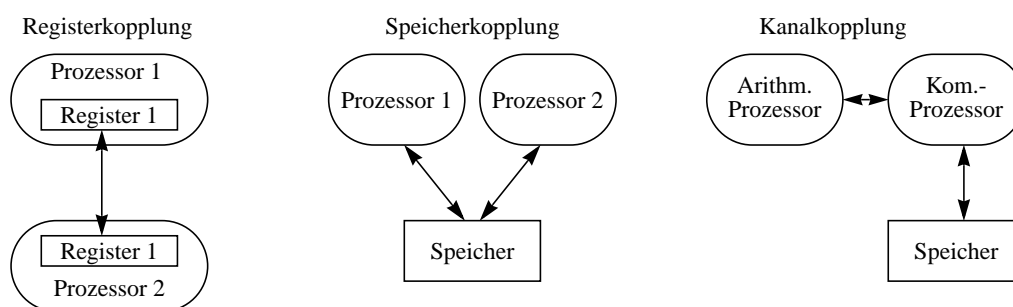 Registerkopplung
Prozessor 1
Register 1
Register 1
Prozessor 2
Speicherkopplung
Prozessor 1
Prozessor 2
Speicher
Kanalkopplung
Arithm.
Prozessor
Kom.-
Prozessor
Speicher